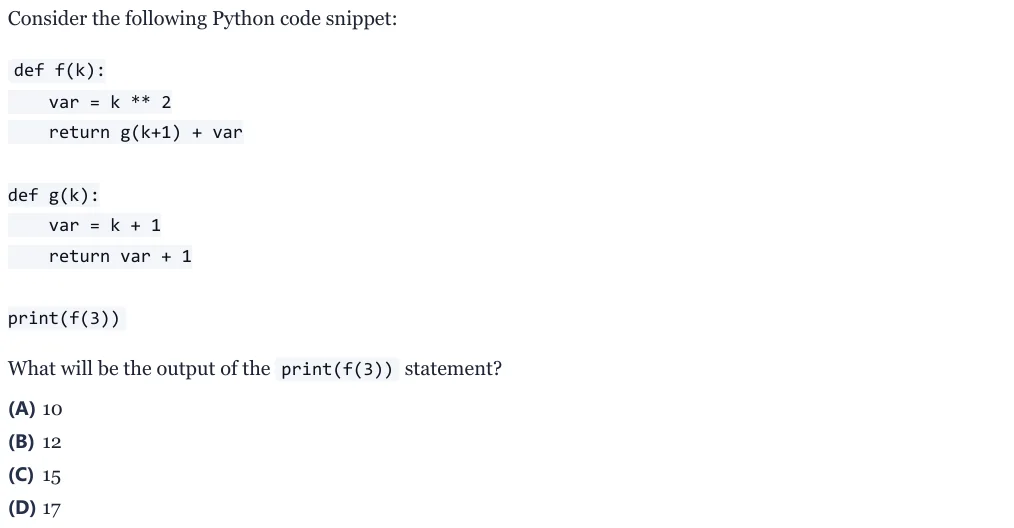 Consider the following Python code snippet:
def f(k):
    var = k ** 2
    return g(k+1) + var
def g(k):
    var = k + 1
    return var + 1
print(f(3))
What will be the output of the print(f(3)) statement?
(A) 10
(B) 12
(C) 15
(D) 17